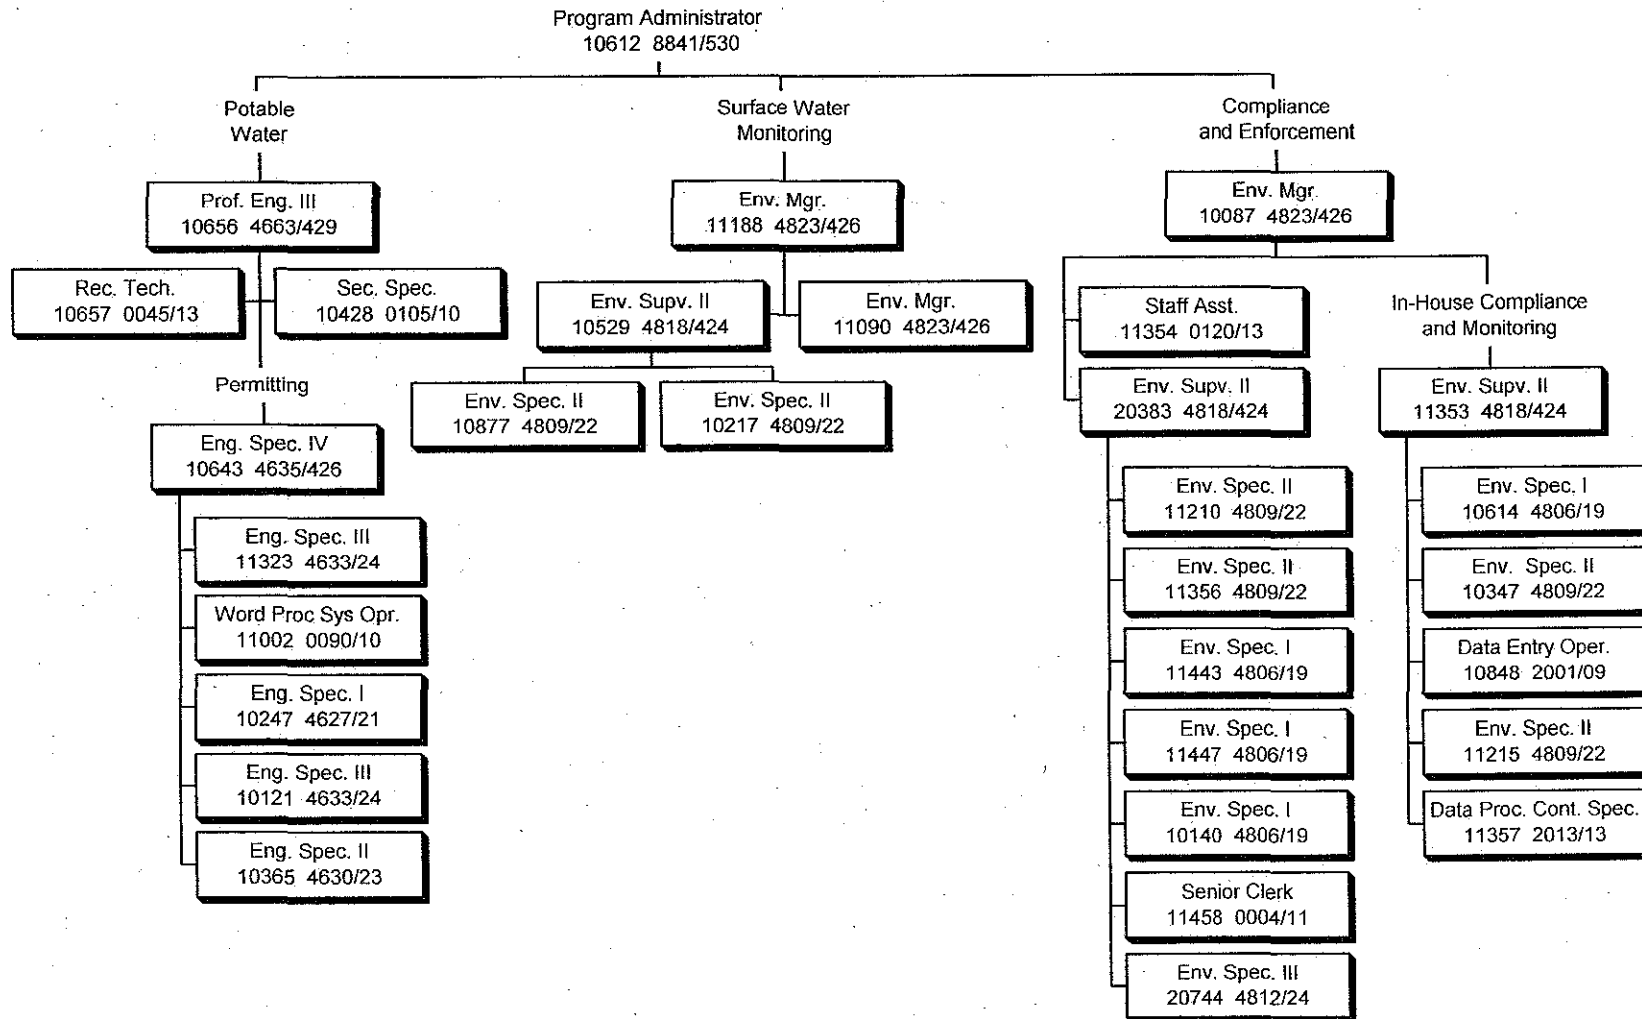 Program Administrator
10612 8841/530
Potable
Water
Prof. Eng. III
10656 4663/429
Rec. Tech.
10657 0045/13
Sec. Spec.
10428 0105/10
Permitting
Eng. Spec. IV
10643 4635/426
Eng. Spec. III
11323 4633/24
Word Proc Sys Opr.
11002 0090/10
Eng. Spec. I
10247 4627/21
Eng. Spec. III
10121 4633/24
Eng. Spec. II
10365 4630/23
Surface Water
Monitoring
Env. Mgr.
11188 4823/426
Env. Supv. II
10529 4818/424
Env. Mgr.
11090 4823/426
Env. Spec. II
10877 4809/22
Env. Spec. II
10217 4809/22
Compliance
and Enforcement
Env. Mgr.
10087 4823/426
Staff Asst.
11354 0120/13
Env. Supv. II
20383 4818/424
Env. Spec. II
11210 4809/22
Env. Spec. II
11356 4809/22
Env. Spec. I
11443 4806/19
Env. Spec. I
11447 4806/19
Env. Spec. I
10140 4806/19
Senior Clerk
11458 0004/11
Env. Spec. III
20744 4812/24
In-House Compliance
and Monitoring
Env. Supv. II
11353 4818/424
Env. Spec. I
10614 4806/19
Env. Spec. II
10347 4809/22
Data Entry Oper.
10848 2001/09
Env. Spec. II
11215 4809/22
Data Proc. Cont. Spec.
11357 2013/13